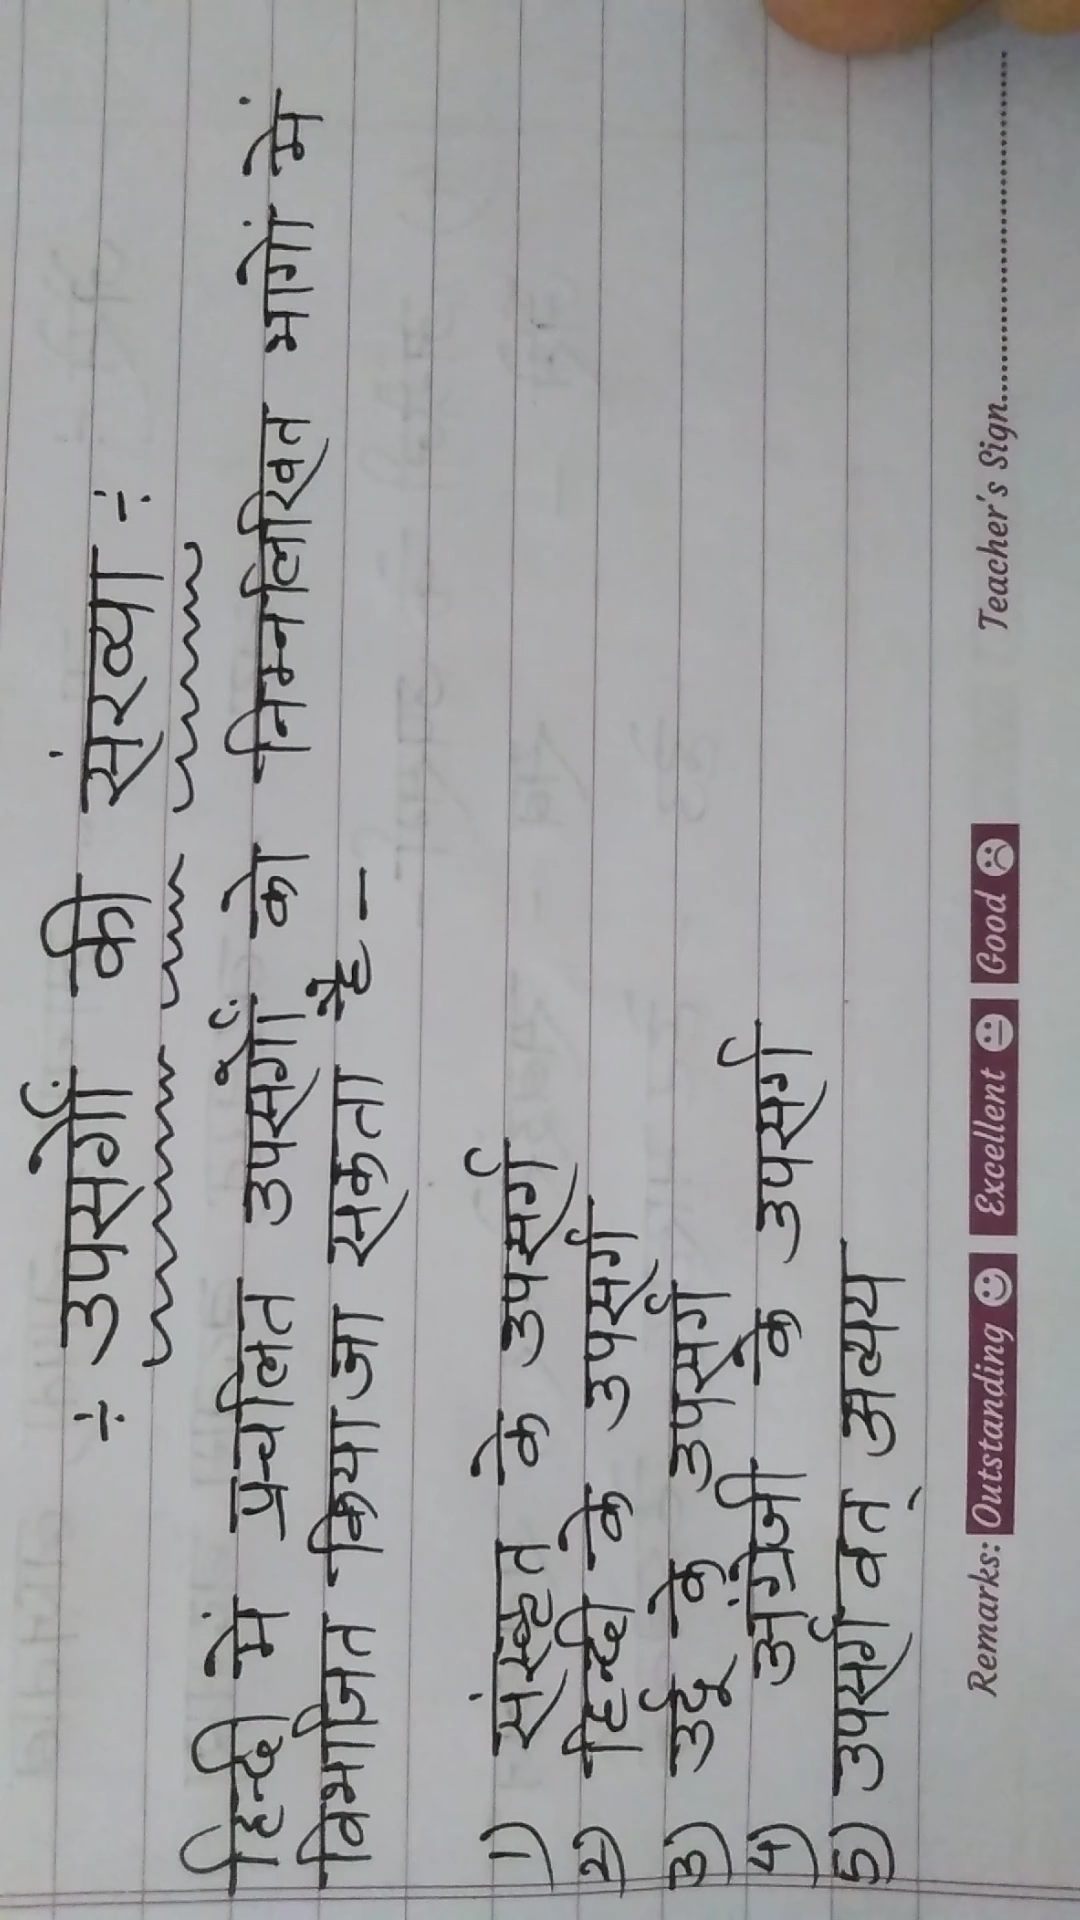 ÷ उपसर्गों की संख्या ÷
हिन्दी में प्रचलित उपसर्गों को निम्नलिखित भागों में
विभाजित किया जा सकता है -
1) संस्कृत के उपसर्ग
2) हिन्दी के उपसर्ग
3) उर्दू के उपसर्ग
4) अंग्रेजी के उपसर्ग
5) उपसर्ग वत् अव्यय
Remarks: Outstanding Excellent Good Teacher's Sign..............................